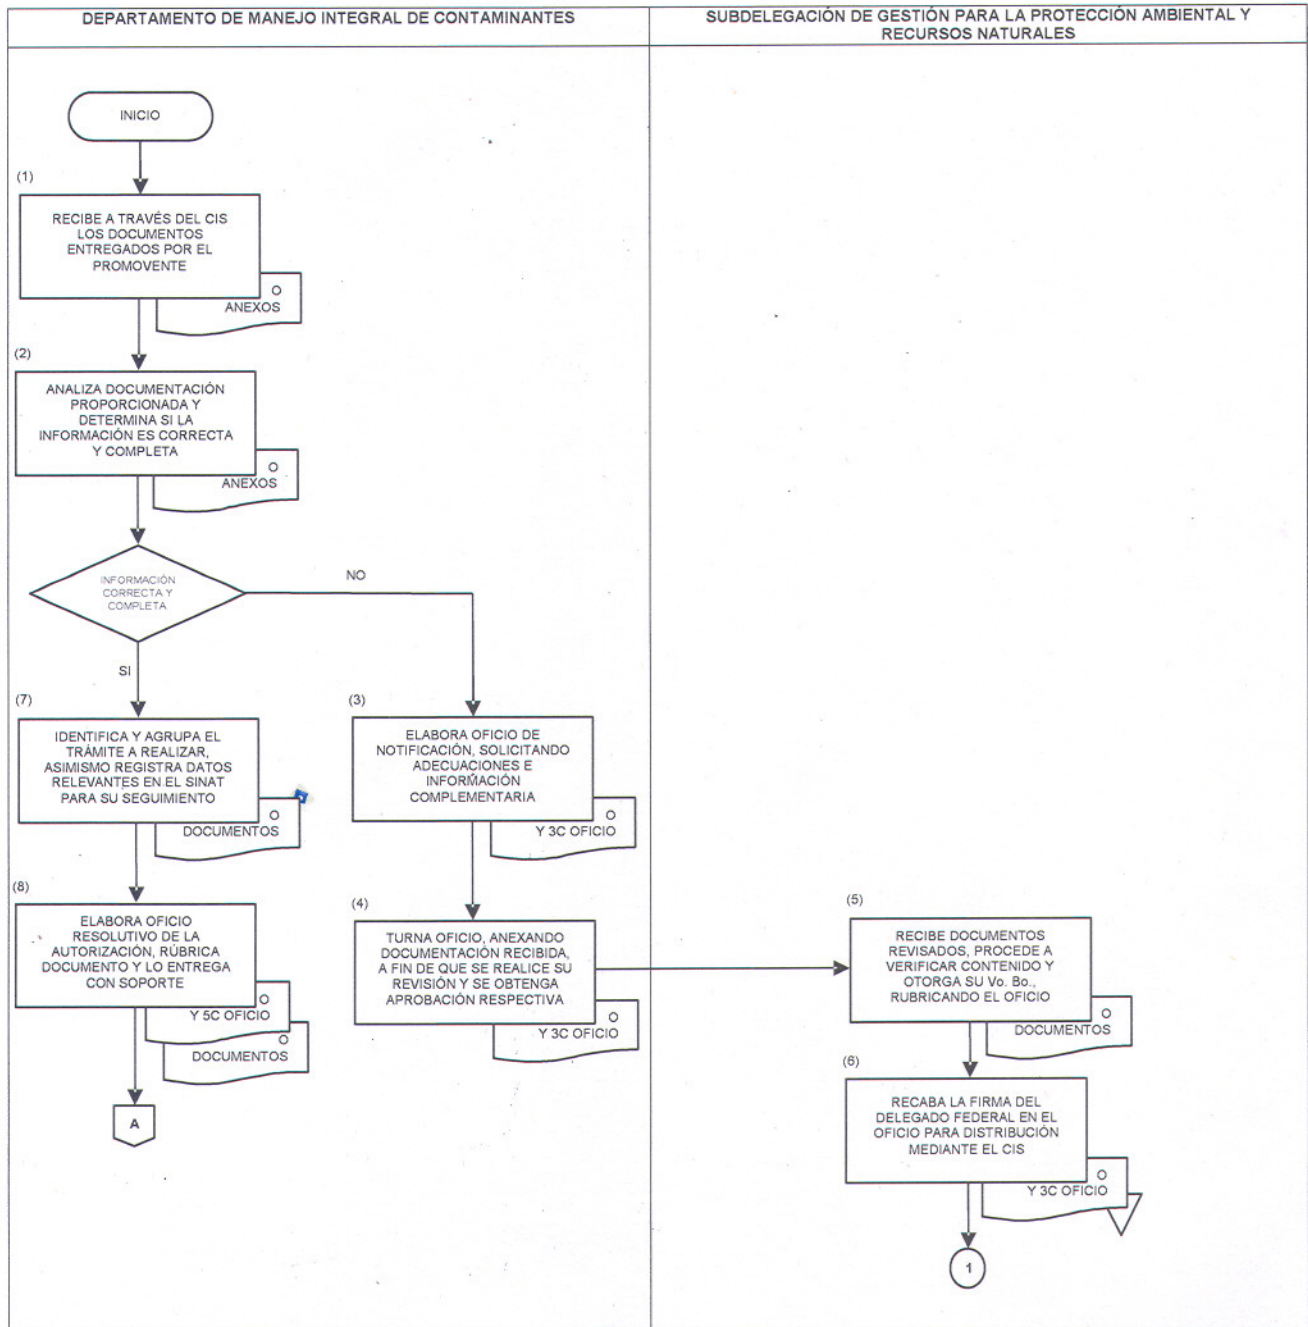 DEPARTAMENTO DE MANEJO INTEGRAL DE CONTAMINANTES
SUBDELEGACIÓN DE GESTIÓN PARA LA PROTECCIÓN AMBIENTAL Y
RECURSOS NATURALES
INICIO
(1)
RECIBE A TRAVÉS DEL CIS
LOS DOCUMENTOS
ENTREGADOS POR EL
PROMOVENTE
O
ANEXOS
(2)
ANALIZA DOCUMENTACIÓN
PROPORCIONADA Y
DETERMINA SI LA
INFORMACIÓN ES CORRECTA
Y COMPLETA
O
ANEXOS
INFORMACIÓN
CORRECTA Y
COMPLETA
NO
SI
(7)
IDENTIFICA Y AGRUPA EL
TRÁMITE A REALIZAR,
ASIMISMO REGISTRA DATOS
RELEVANTES EN EL SINAT
PARA SU SEGUIMIENTO
O
DOCUMENTOS
(3)
ELABORA OFICIO DE
NOTIFICACIÓN, SOLICITANDO
ADECUACIONES E
INFORMACIÓN
COMPLEMENTARIA
O
Y 3C OFICIO
(8)
ELABORA OFICIO
RESOLUTIVO DE LA
AUTORIZACIÓN, RÚBRICA
DOCUMENTO Y LO ENTREGA
CON SOPORTE
O
Y 5C OFICIO
O
DOCUMENTOS
A
(4)
TURNA OFICIO, ANEXANDO
DOCUMENTACIÓN RECIBIDA,
A FIN DE QUE SE REALICE SU
REVISIÓN Y SE OBTENGA
APROBACIÓN RESPECTIVA
O
Y 3C OFICIO
(5)
RECIBE DOCUMENTOS
REVISADOS, PROCEDE A
VERIFICAR CONTENIDO Y
OTORGA SU Vo. Bo.,
RUBRICANDO EL OFICIO
O
DOCUMENTOS
(6)
RECABA LA FIRMA DEL
DELEGADO FEDERAL EN EL
OFICIO PARA DISTRIBUCIÓN
MEDIANTE EL CIS
O
Y 3C OFICIO
1